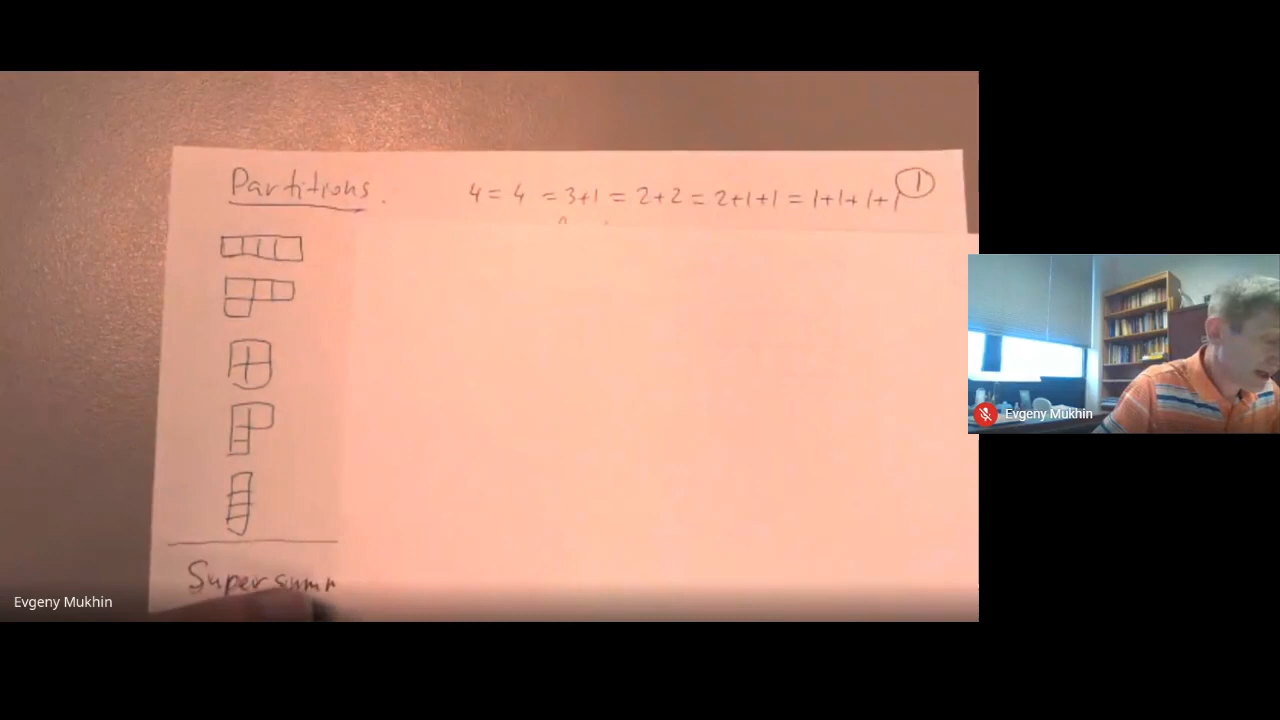 Partitions.
4 = 4 = 3+1 = 2+2 = 2+1+1 = 1+1+1+1
1
Super
Evgeny Mukhin
Evgeny Mukhin